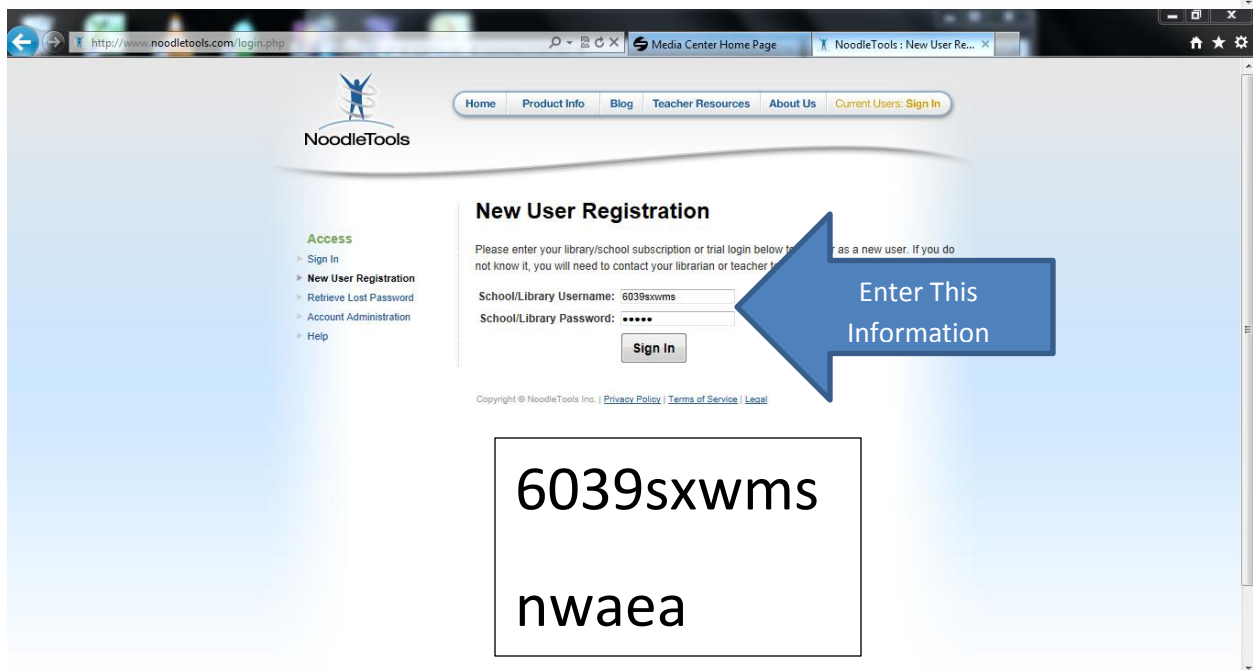 http://www.noodletools.com/login.php
Media Center Home Page
NoodleTools : New User Re...
NoodleTools
Home Product Info Blog Teacher Resources About Us Current Users: Sign In
New User Registration
Access
Sign In
New User Registration
Retrieve Lost Password
Account Administration
Help
Please enter your library/school subscription or trial login below as a new user. If you do
not know it, you will need to contact your librarian or teacher
School/Library Username: 6039sxwms
School/Library Password: •••••
Sign In
Enter This
Information
Copyright © NoodleTools Inc. | Privacy Policy | Terms of Service | Legal
6039sxwms
nwaea